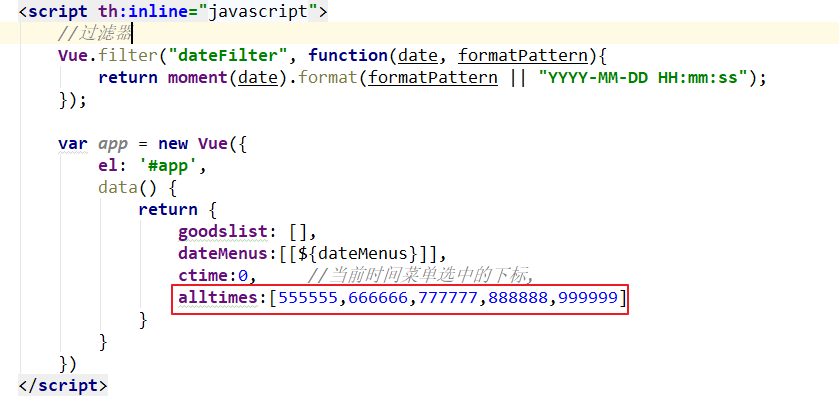 <script th:inline="javascript">
//过滤器
Vue.filter("dateFilter", function(date, formatPattern){
return moment(date).format(formatPattern || "YYYY-MM-DD HH:mm:ss");
});
var app = new Vue({
el: '#app',
data() {
return {
goodslist: [],
dateMenus:[[${dateMenus}]],
ctime:0, //当前时间菜单选中的下标,
alltimes:[555555,666666,777777,888888,999999]
}
}
})
</script>